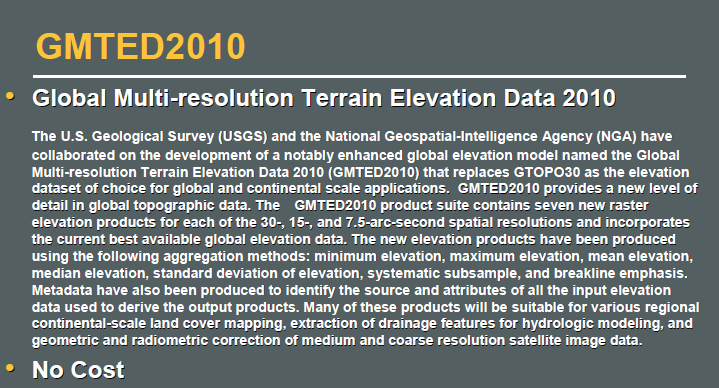 GMTED2010
• Global Multi-resolution Terrain Elevation Data 2010
The U.S. Geological Survey (USGS) and the National Geospatial-Intelligence Agency (NGA) have
collaborated on the development of a notably enhanced global elevation model named the Global
Multi-resolution Terrain Elevation Data 2010 (GMTED2010) that replaces GTOPO30 as the elevation
dataset of choice for global and continental scale applications.  GMTED2010 provides a new level of
detail in global topographic data. The    GMTED2010 product suite contains seven new raster
elevation products for each of the 30-, 15-, and 7.5-arc-second spatial resolutions and incorporates
the current best available global elevation data. The new elevation products have been produced
using the following aggregation methods: minimum elevation, maximum elevation, mean elevation,
median elevation, standard deviation of elevation, systematic subsample, and breakline emphasis.
Metadata have also been produced to identify the source and attributes of all the input elevation
data used to derive the output products. Many of these products will be suitable for various regional
continental-scale land cover mapping, extraction of drainage features for hydrologic modeling, and
geometric and radiometric correction of medium and coarse resolution satellite image data.
• No Cost